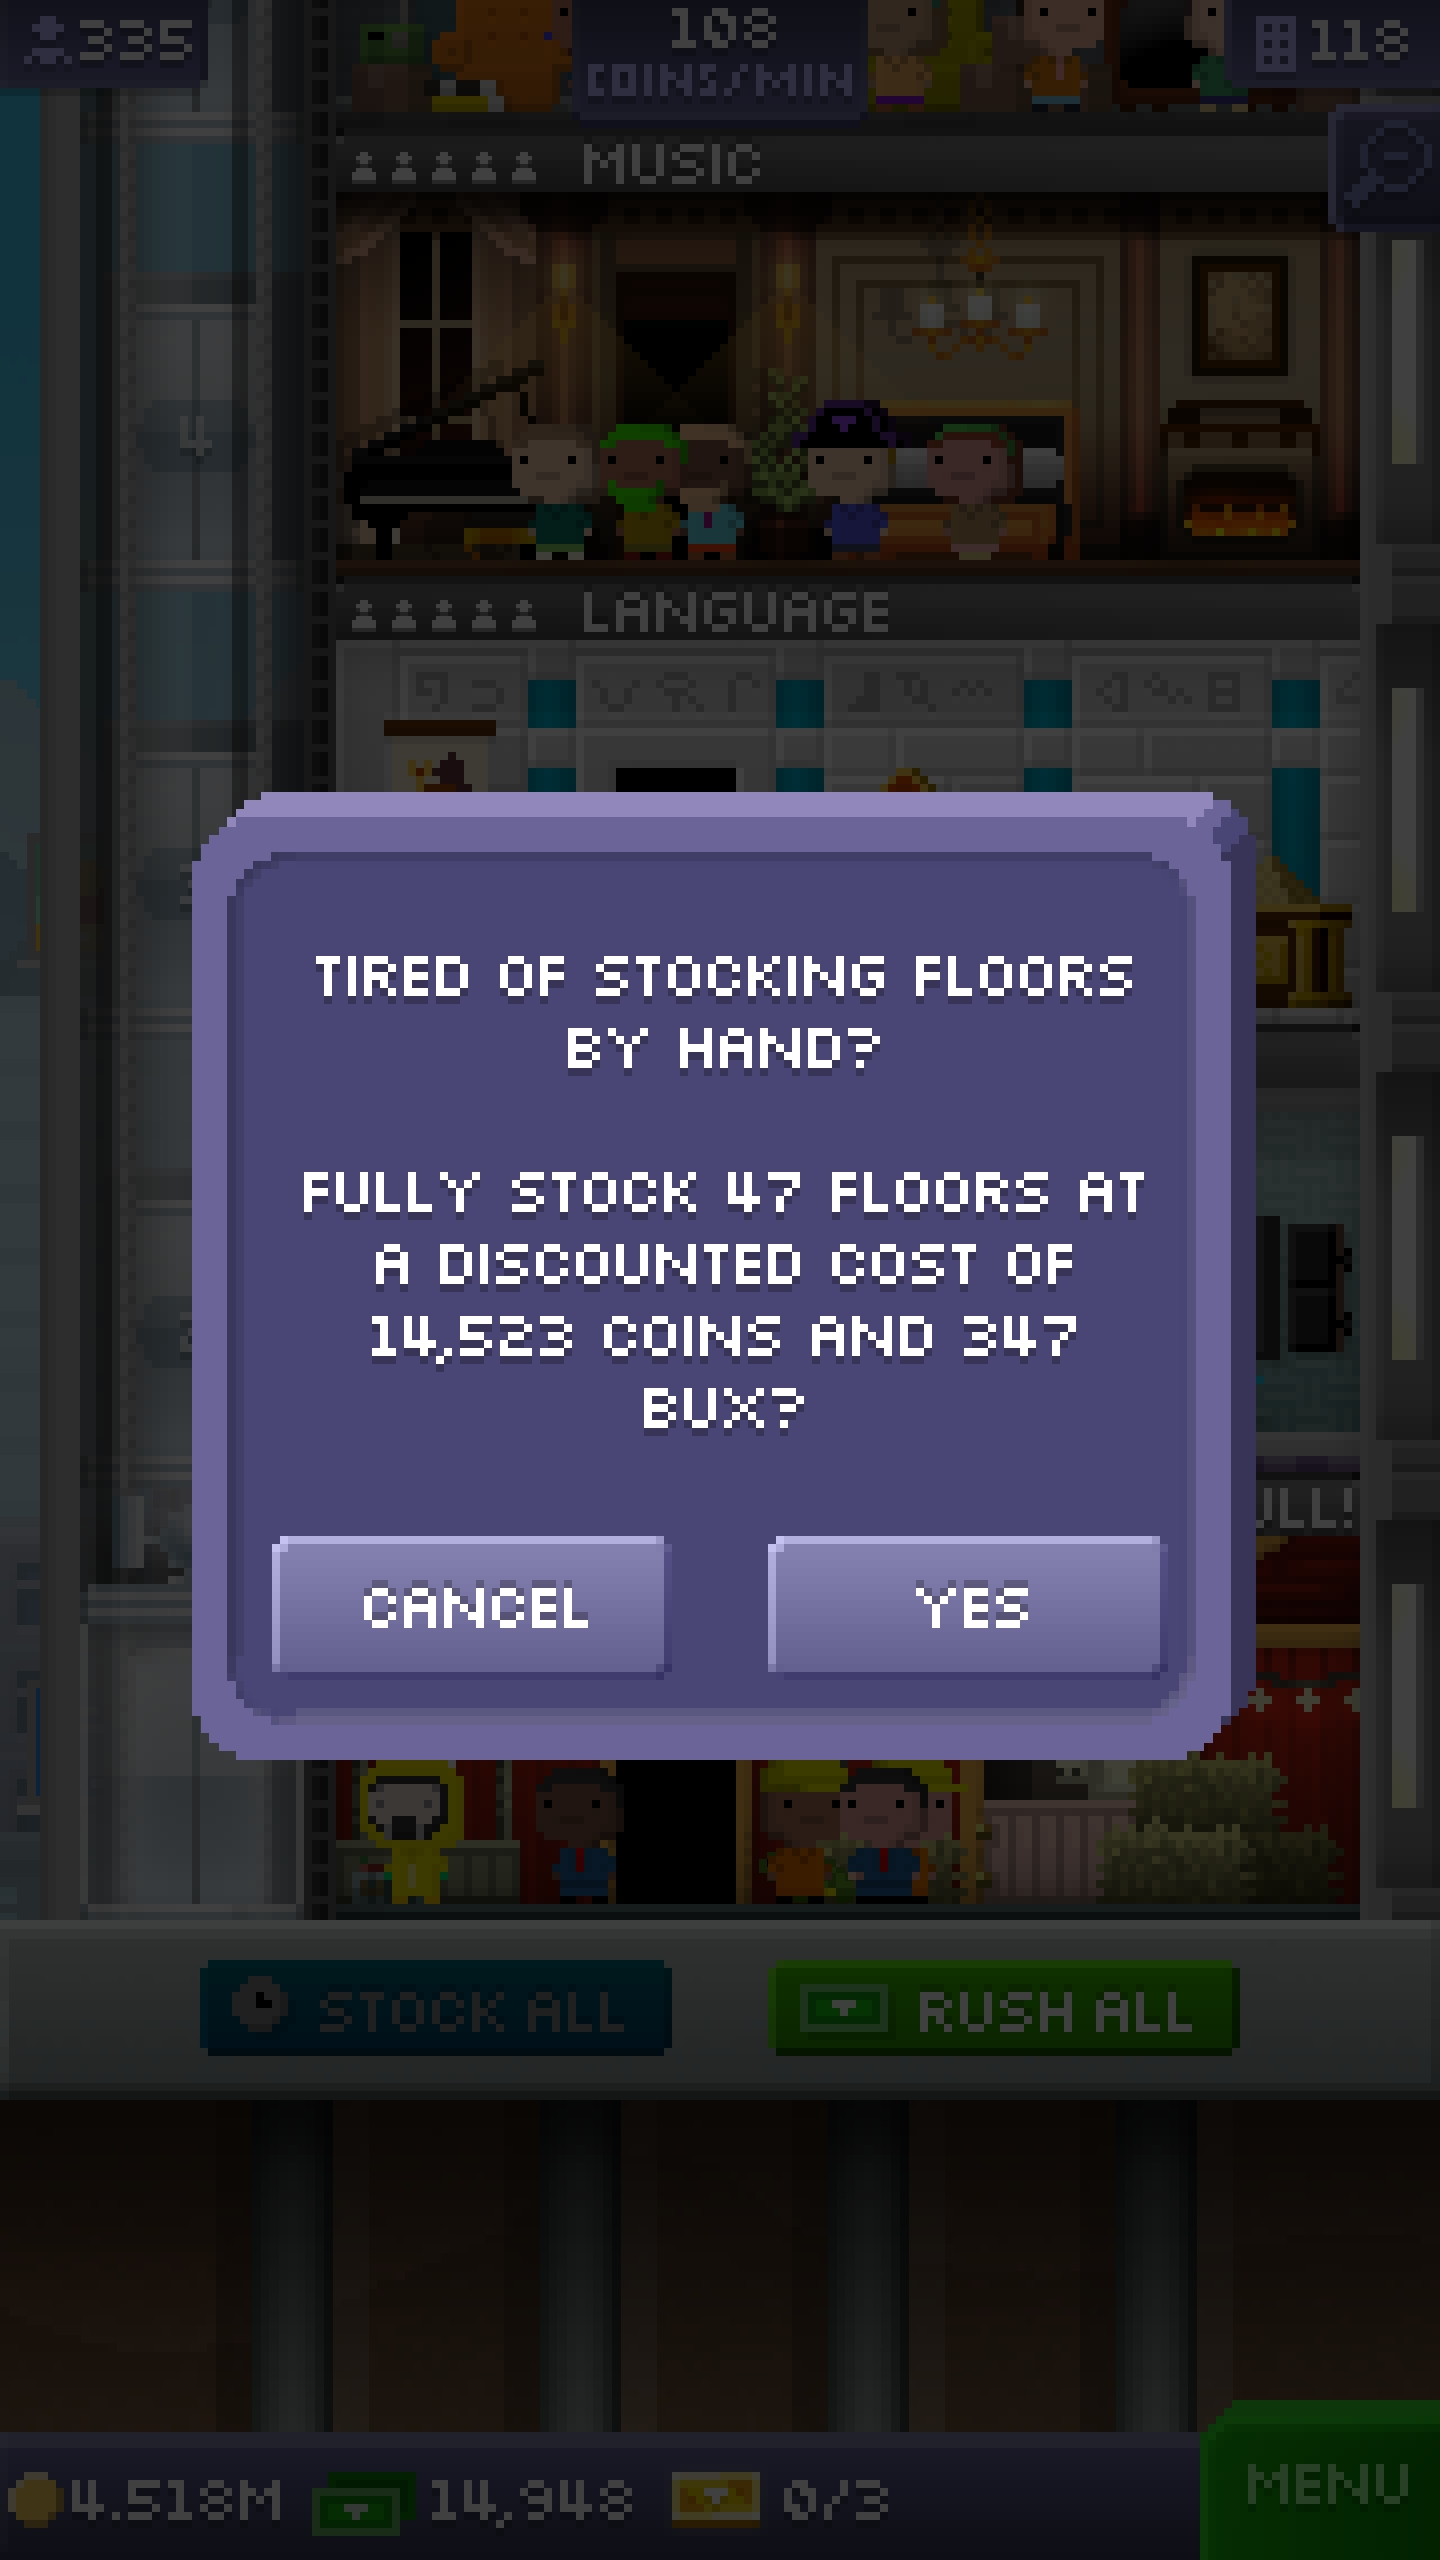 335
108
COINS/MIN
118
MUSIC
4
LANGUAGE
TIRED OF STOCKING FLOORS
BY HAND?
FULLY STOCK 47 FLOORS AT
A DISCOUNTED COST OF
14,523 COINS AND 347
BUX?
CANCEL
YES
STOCK ALL
RUSH ALL
4.518M
14,948
0/3
MENU